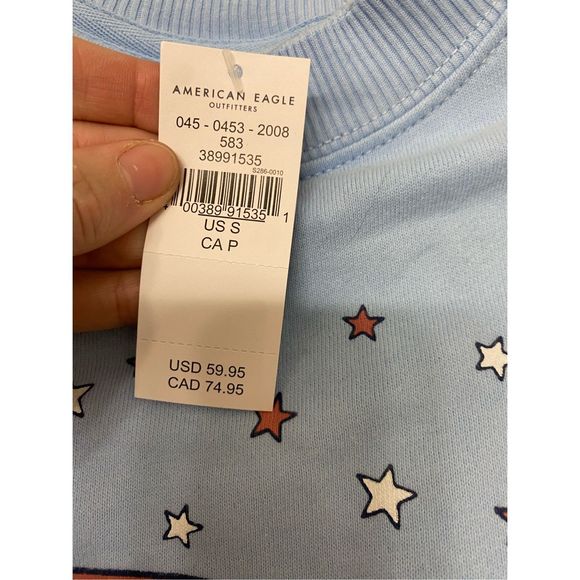 AMERICAN EAGLE
OUTFITTERS
045 - 0453 - 2008
583
38991535
S286-0010
4 00389 91535 1
US S
CA P
USD 59.95
CAD 74.95